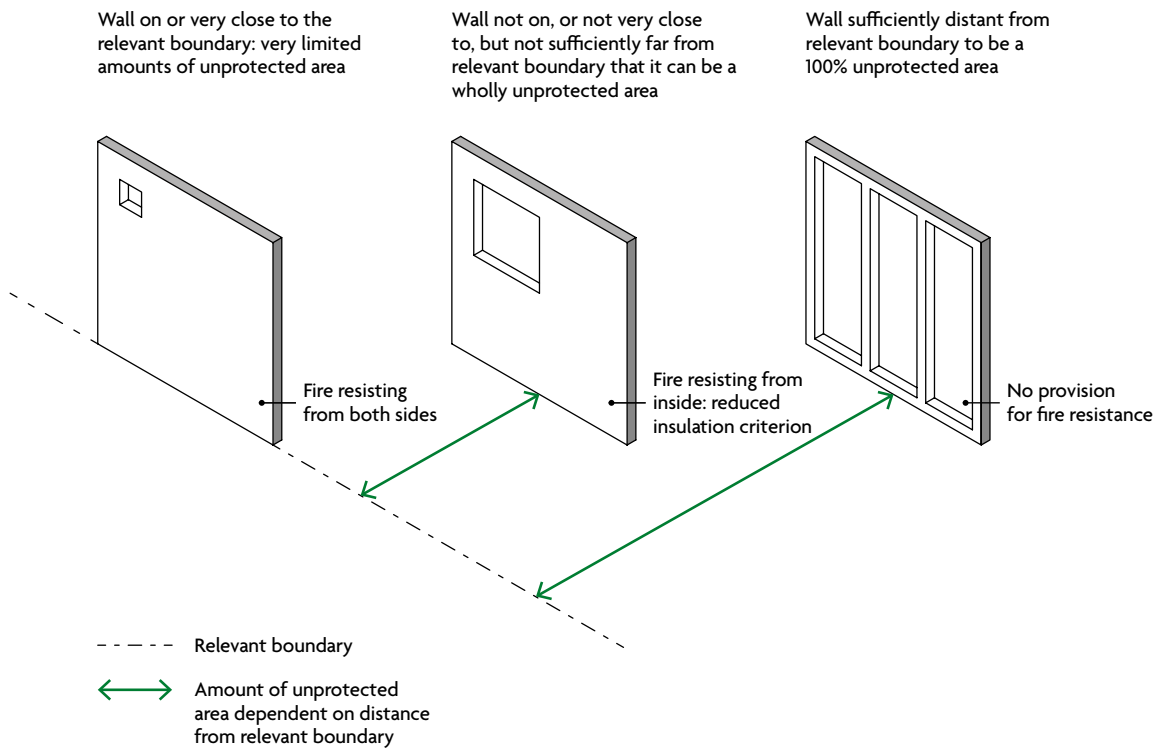 Wall on or very close to the
relevant boundary: very limited
amounts of unprotected area
Wall not on, or not very close
to, but not sufficiently far from
relevant boundary that it can be a
wholly unprotected area
Wall sufficiently distant from
relevant boundary to be a
100% unprotected area
Fire resisting
from both sides
Fire resisting from
inside: reduced
insulation criterion
No provision
for fire resistance
Relevant boundary
Amount of unprotected
area dependent on distance
from relevant boundary